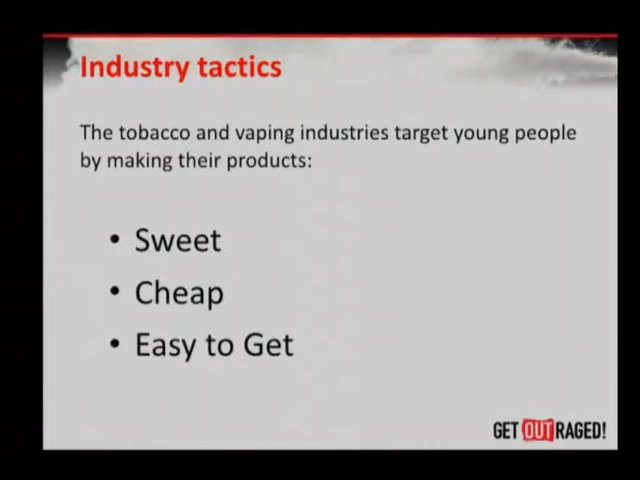 Industry tactics
The tobacco and vaping industries target young people
by making their products:
• Sweet
• Cheap
• Easy to Get
GET OUTRAGED!